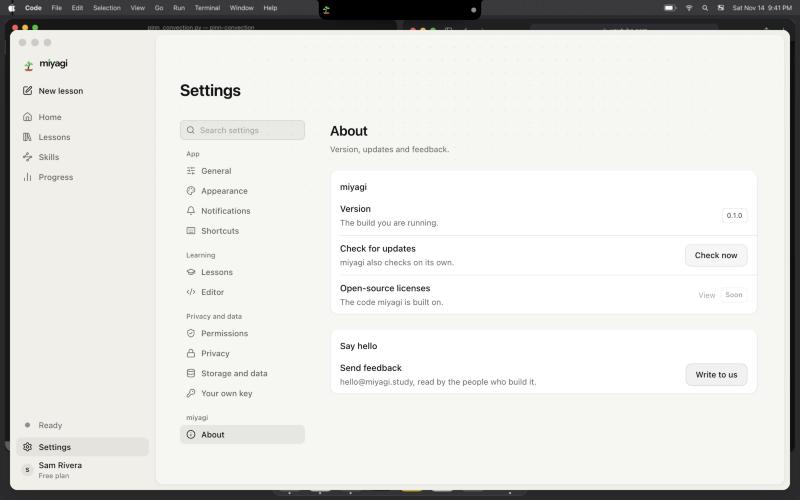 Code File Edit Selection View Go Run Terminal Window Help Sat Nov 14 9:41 PM
pinn_convection.py — pinn-convection
miyagi
New lesson
Home
Lessons
Skills
Progress
Ready
Settings
S
Sam Rivera
Free plan
Settings
Search settings
App
General
Appearance
Notifications
Shortcuts
Learning
Lessons
Editor
Privacy and data
Permissions
Privacy
Storage and data
Your own key
miyagi
About
About
Version, updates and feedback.
miyagi
Version
The build you are running.
0.1.0
Check for updates
miyagi also checks on its own.
Check now
Open-source licenses
The code miyagi is built on.
View Soon
Say hello
Send feedback
hello@miyagi.study, read by the people who build it.
Write to us